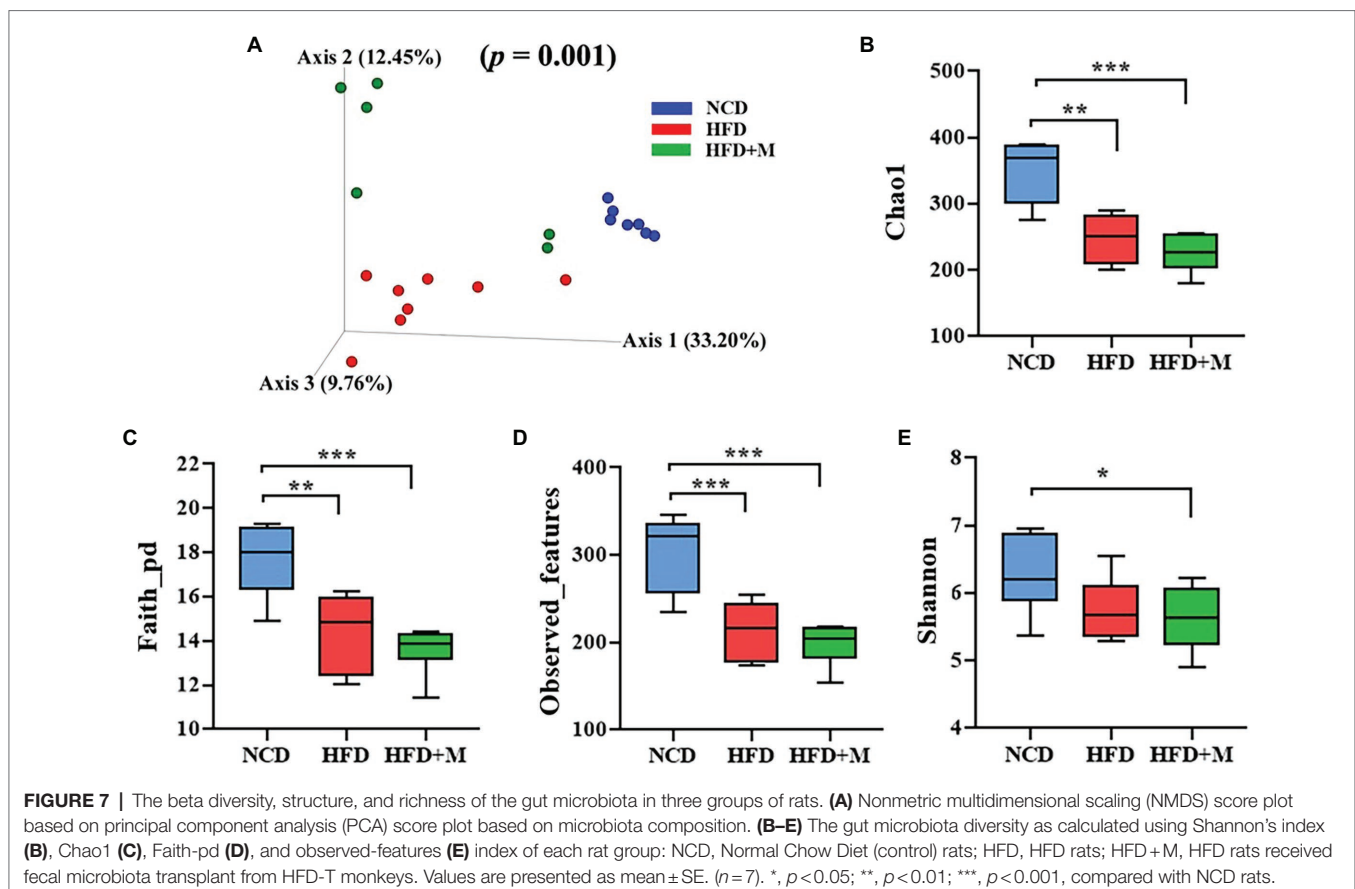 A
Axis 2 (12.45%)
(p = 0.001)
NCD
HFD
HFD+M
Axis 1 (33.20%)
Axis 3 (9.76%)
B
500
400
300
200
100
Chao1
***
**
NCD HFD HFD+M
C
22
20
18
16
14
12
10
Faith_pd
***
**
NCD HFD HFD+M
D
400
300
200
100
Observed_features
***
***
NCD HFD HFD+M
E
8
7
6
5
4
Shannon
*
NCD HFD HFD+M
FIGURE 7 | The beta diversity, structure, and richness of the gut microbiota in three groups of rats. (A) Nonmetric multidimensional scaling (NMDS) score plot
based on principal component analysis (PCA) score plot based on microbiota composition. (B–E) The gut microbiota diversity as calculated using Shannon's index
(B), Chao1 (C), Faith-pd (D), and observed-features (E) index of each rat group: NCD, Normal Chow Diet (control) rats; HFD, HFD rats; HFD+M, HFD rats received
fecal microbiota transplant from HFD-T monkeys. Values are presented as mean±SE. (n=7). *, p<0.05; **, p<0.01; ***, p<0.001, compared with NCD rats.